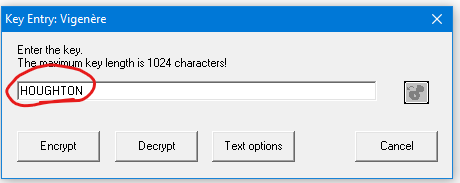 Key Entry: Vigenère
Enter the key.
The maximum key length is 1024 characters!
HOUGHTON
Encrypt
Decrypt
Text options
Cancel